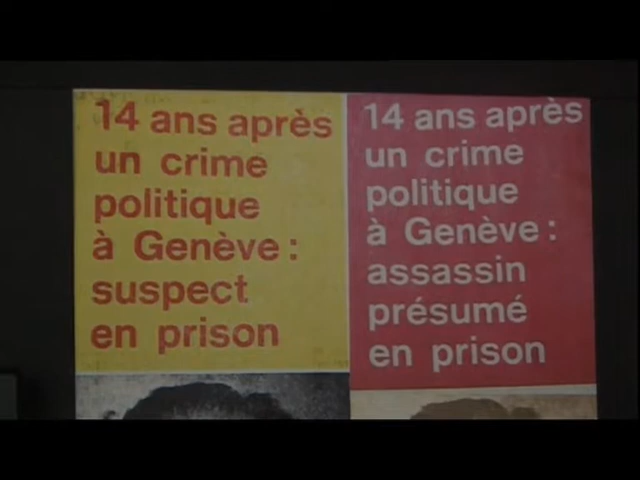 14 ans après
un crime
politique
à Genève :
suspect
en prison
14 ans après
un crime
politique
à Genève :
assassin
présumé
en prison